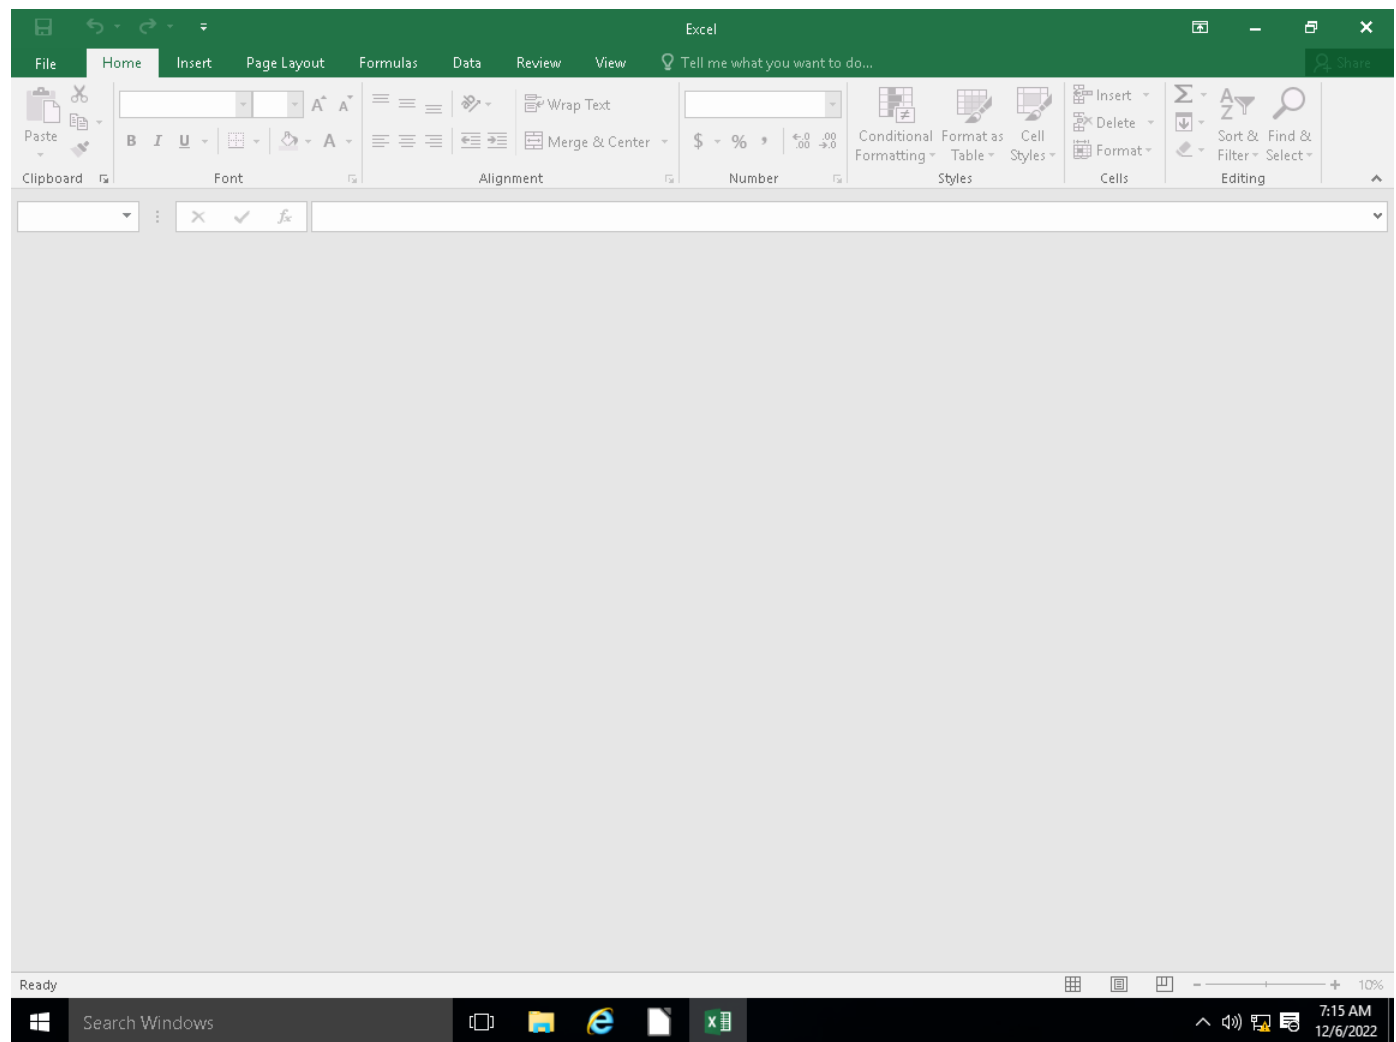 Excel
File Home Insert Page Layout Formulas Data Review View Tell me what you want to do... Share
Paste
Clipboard
B I U A
Font
Wrap Text
Merge & Center
Alignment
$ % ,
Number
Conditional Formatting
Format as Table
Cell Styles
Styles
Insert
Delete
Format
Cells
Sort & Filter
Find & Select
Editing
fx
Ready
10%
Search Windows
7:15 AM
12/6/2022